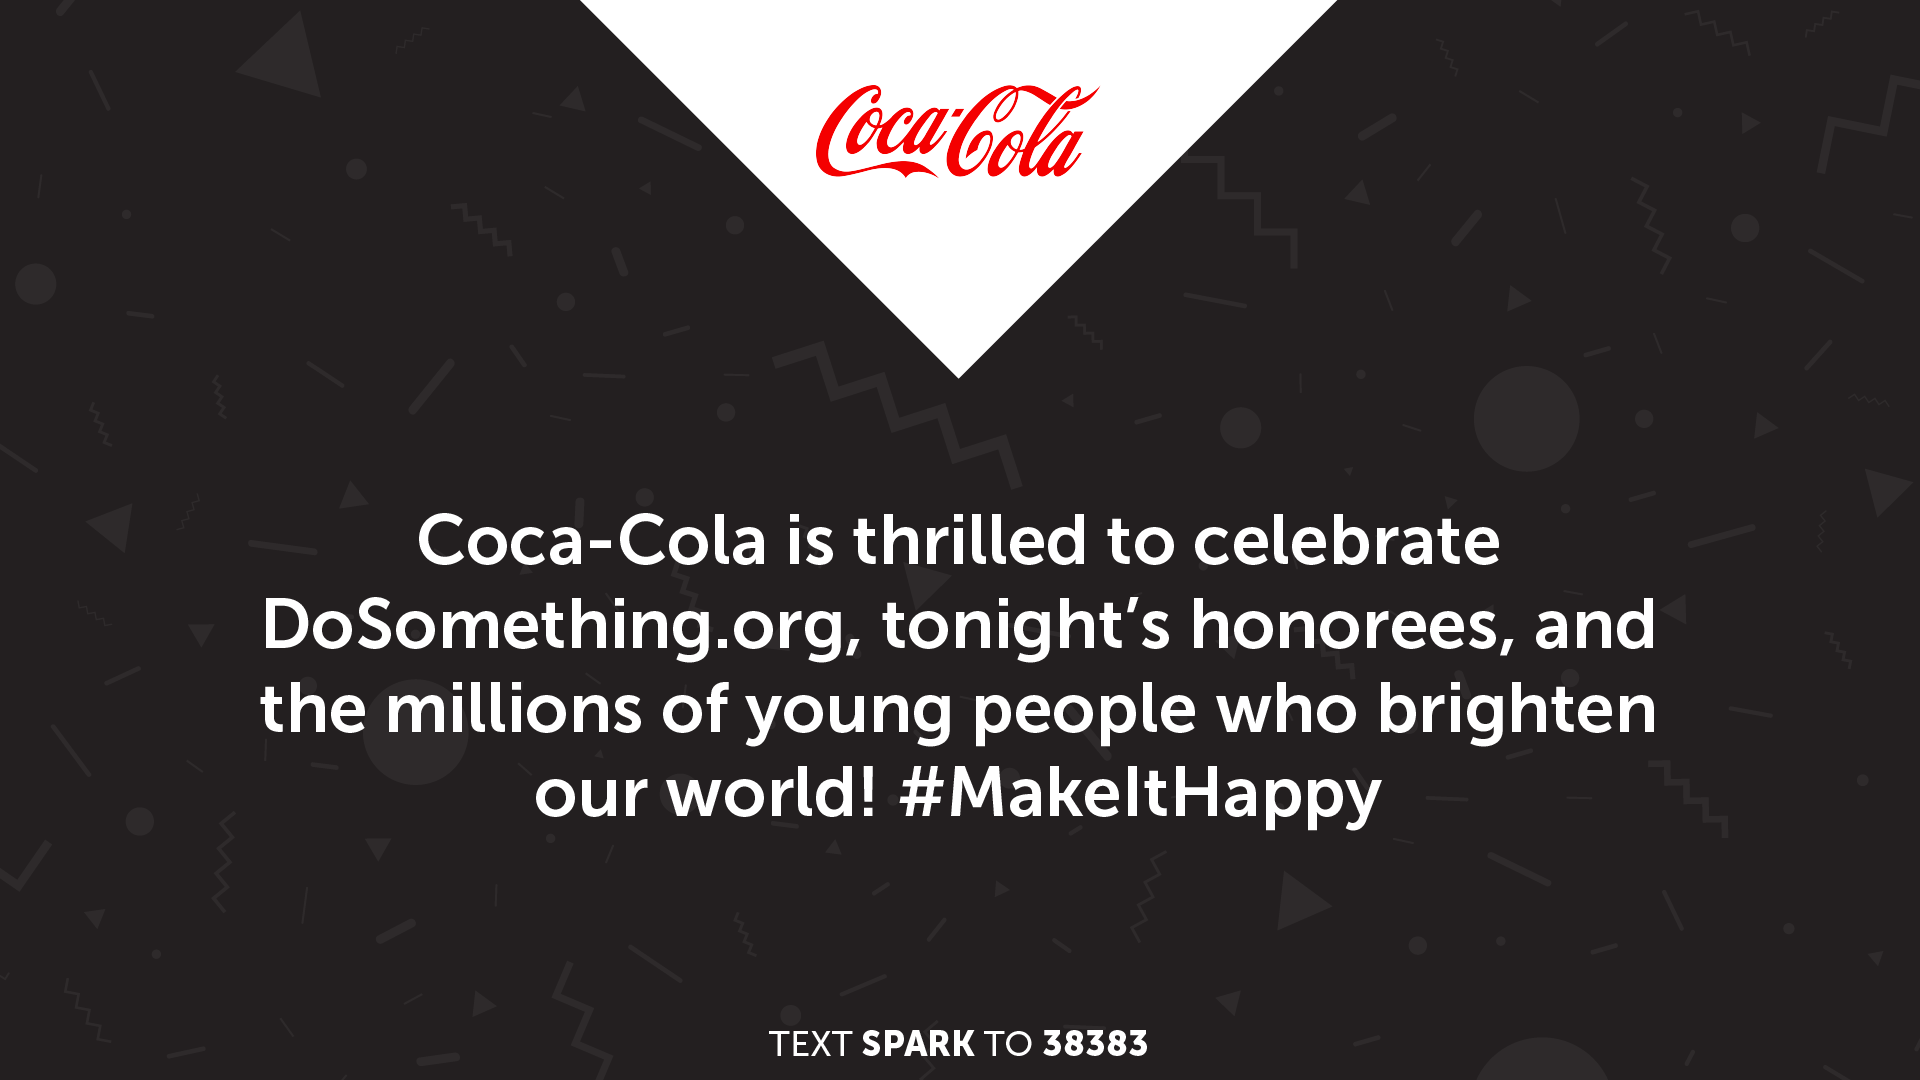 Coca-Cola
Coca-Cola is thrilled to celebrate
DoSomething.org, tonight’s honorees, and
the millions of young people who brighten
our world! #MakeItHappy
TEXT SPARK TO 38383